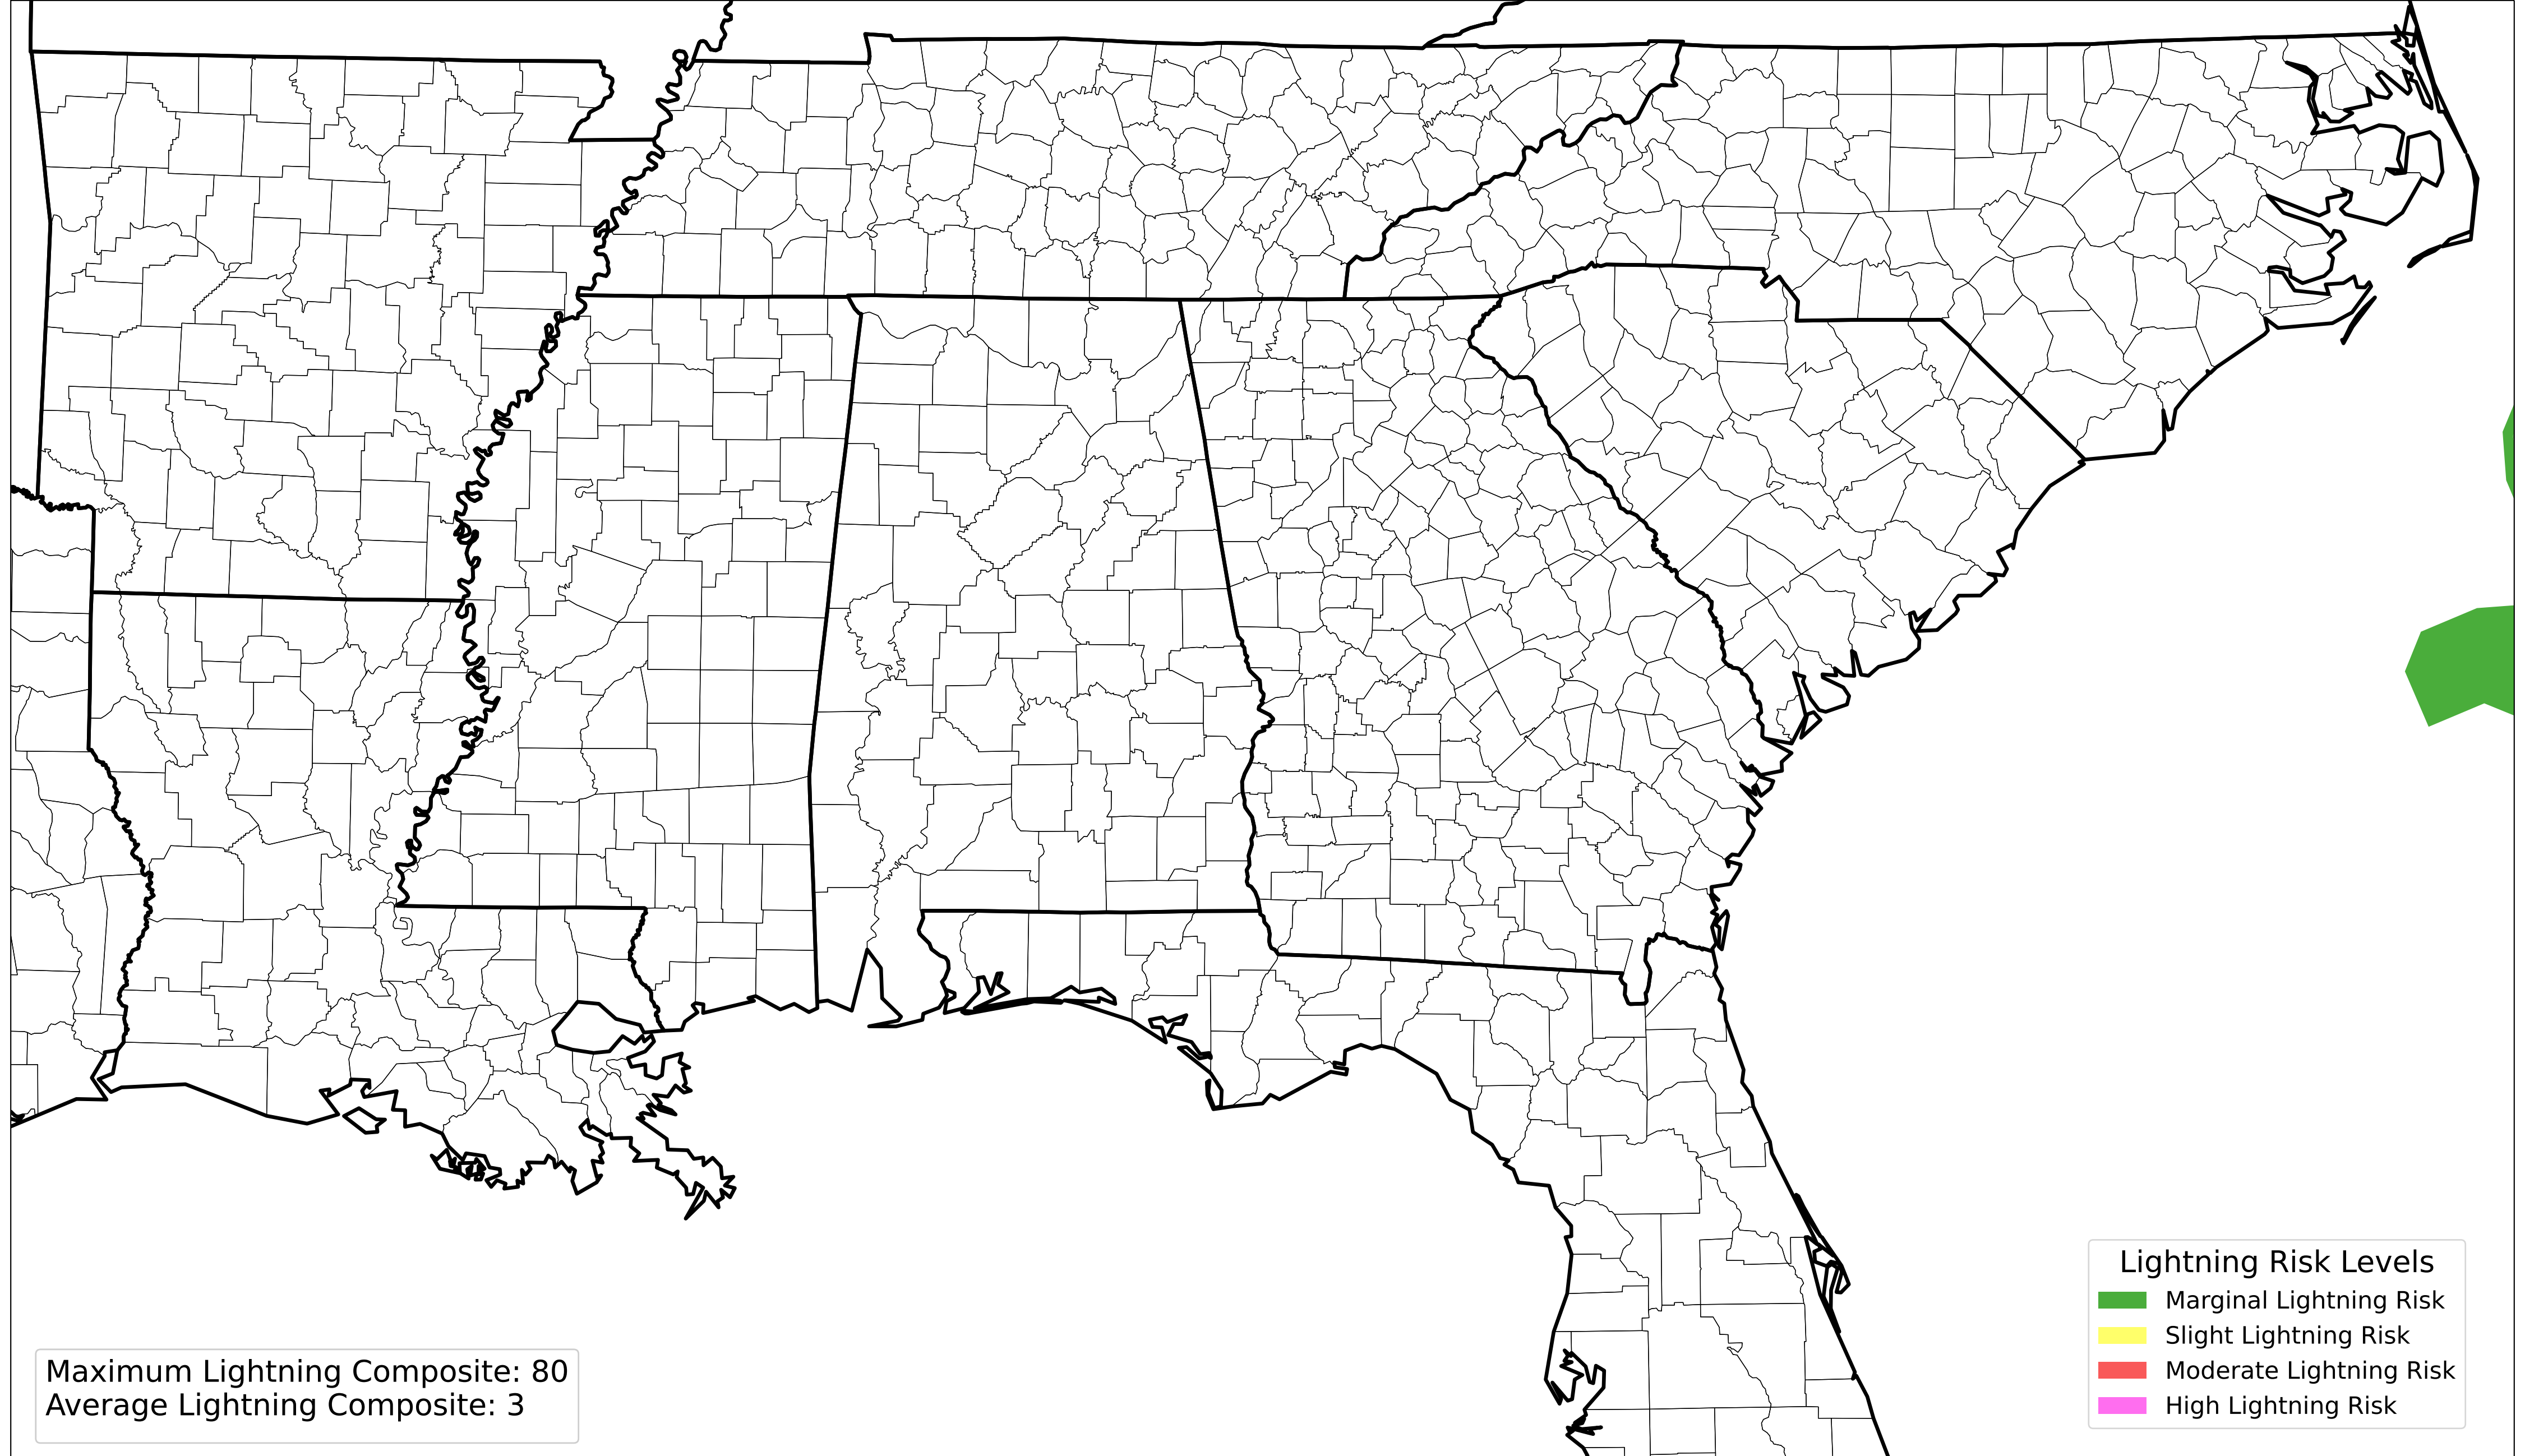 Lightning Risk Levels
Marginal Lightning Risk
Slight Lightning Risk
Moderate Lightning Risk
High Lightning Risk
Maximum Lightning Composite: 80
Average Lightning Composite: 3